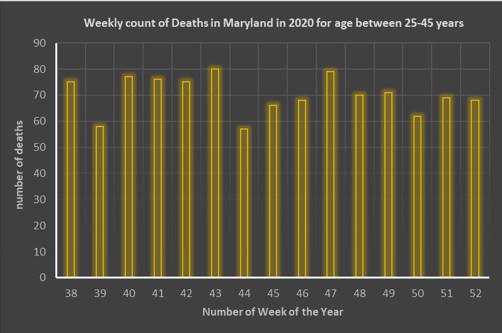 Weekly count of Deaths in Maryland in 2020 for age between 25-45 years
90
80
70
60
50
40
30
20
10
0
number of deaths
38 39 40 41 42 43 44 45 46 47 48 49 50 51 52
Number of Week of the Year